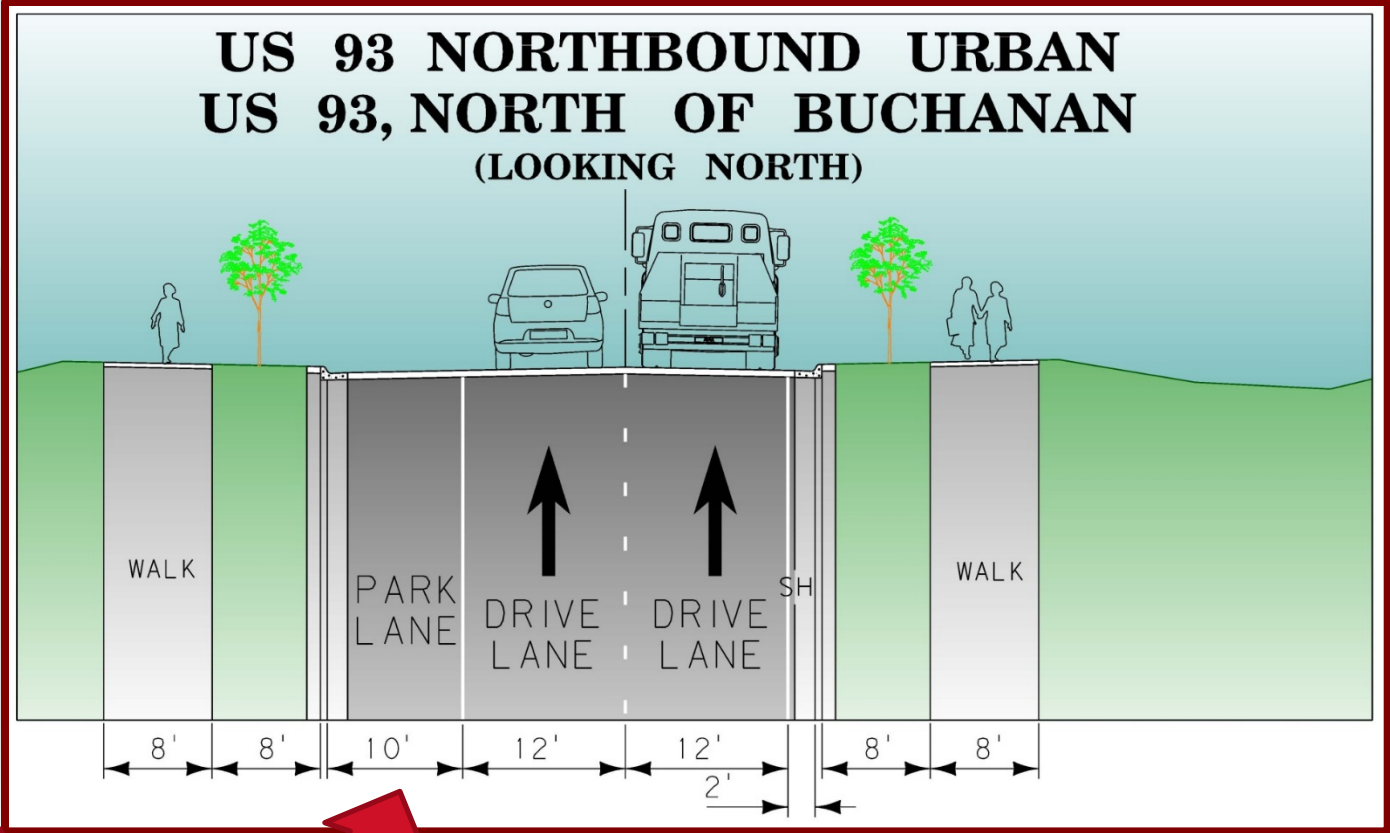 US 93 NORTHBOUND URBAN
US 93, NORTH OF BUCHANAN
(LOOKING NORTH)
WALK
PARK
LANE
DRIVE
LANE
DRIVE
LANE
SH
WALK
8'
8'
10'
12'
12'
2'
8'
8'